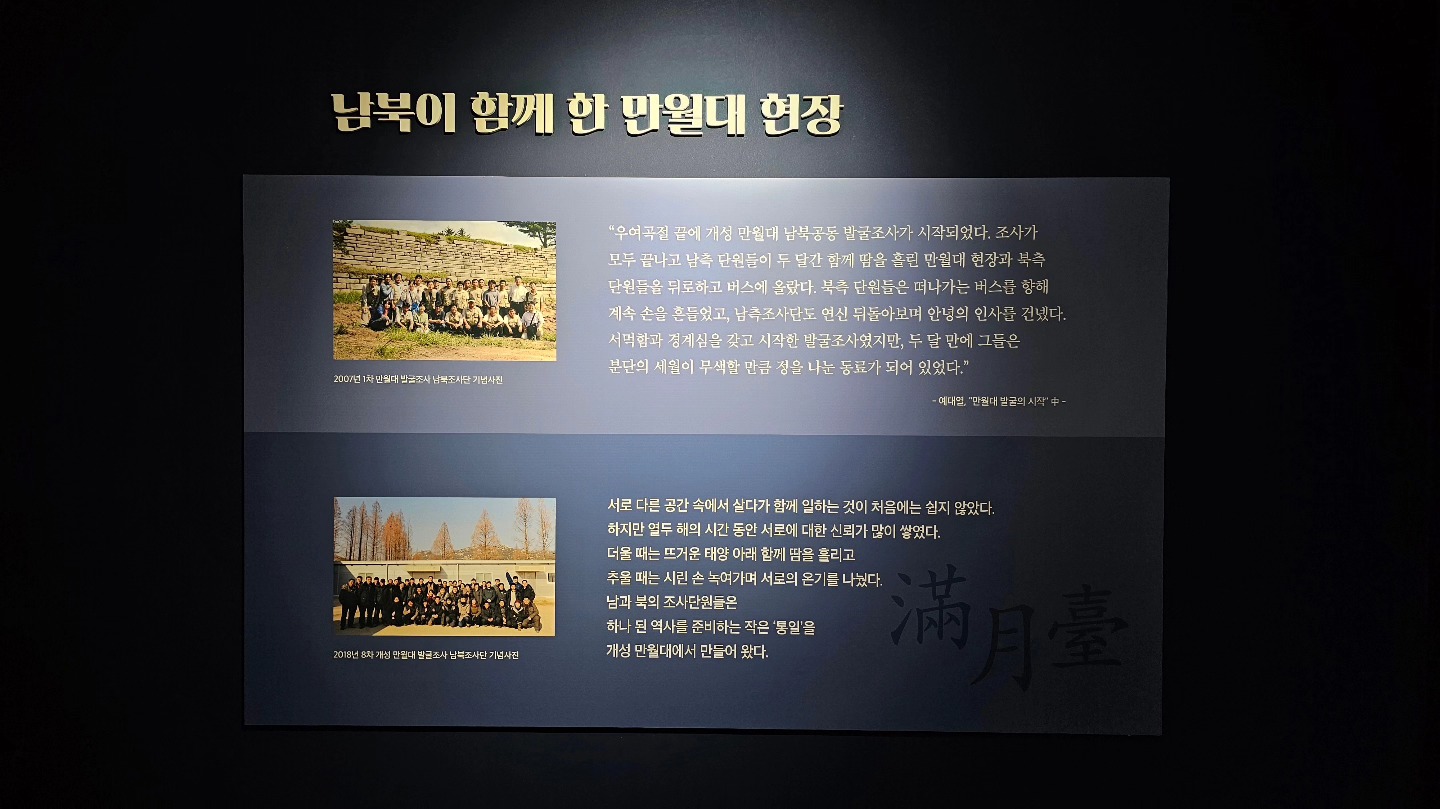 남북이 함께 한 만월대 현장
“우여곡절 끝에 개성 만월대 남북공동 발굴조사가 시작되었다. 조사가
모두 끝나고 남측 단원들이 두 달간 함께 땀을 흘린 만월대 현장과 북측
단원들을 뒤로하고 버스에 올랐다. 북측 단원들은 떠나가는 버스를 향해
계속 손을 흔들었고, 남측조사단도 연신 뒤돌아보며 안녕의 인사를 건넸다.
서먹함과 경계심을 갖고 시작한 발굴조사였지만, 두 달 만에 그들은
분단의 세월이 무색할 만큼 정을 나눈 동료가 되어 있었다.”
- 예대열, “만월대 발굴의 시작” 中 -
2007년 1차 만월대 발굴조사 남북조사단 기념사진
서로 다른 공간 속에서 살다가 함께 일하는 것이 처음에는 쉽지 않았다.
하지만 열두 해의 시간 동안 서로에 대한 신뢰가 많이 쌓였다.
더울 때는 뜨거운 태양 아래 함께 땀을 흘리고
추울 때는 시린 손 녹여가며 서로의 온기를 나눴다.
남과 북의 조사단원들은
하나 된 역사를 준비하는 작은 ‘통일’을
개성 만월대에서 만들어 왔다.
2018년 8차 개성 만월대 발굴조사 남북조사단 기념사진
滿月臺